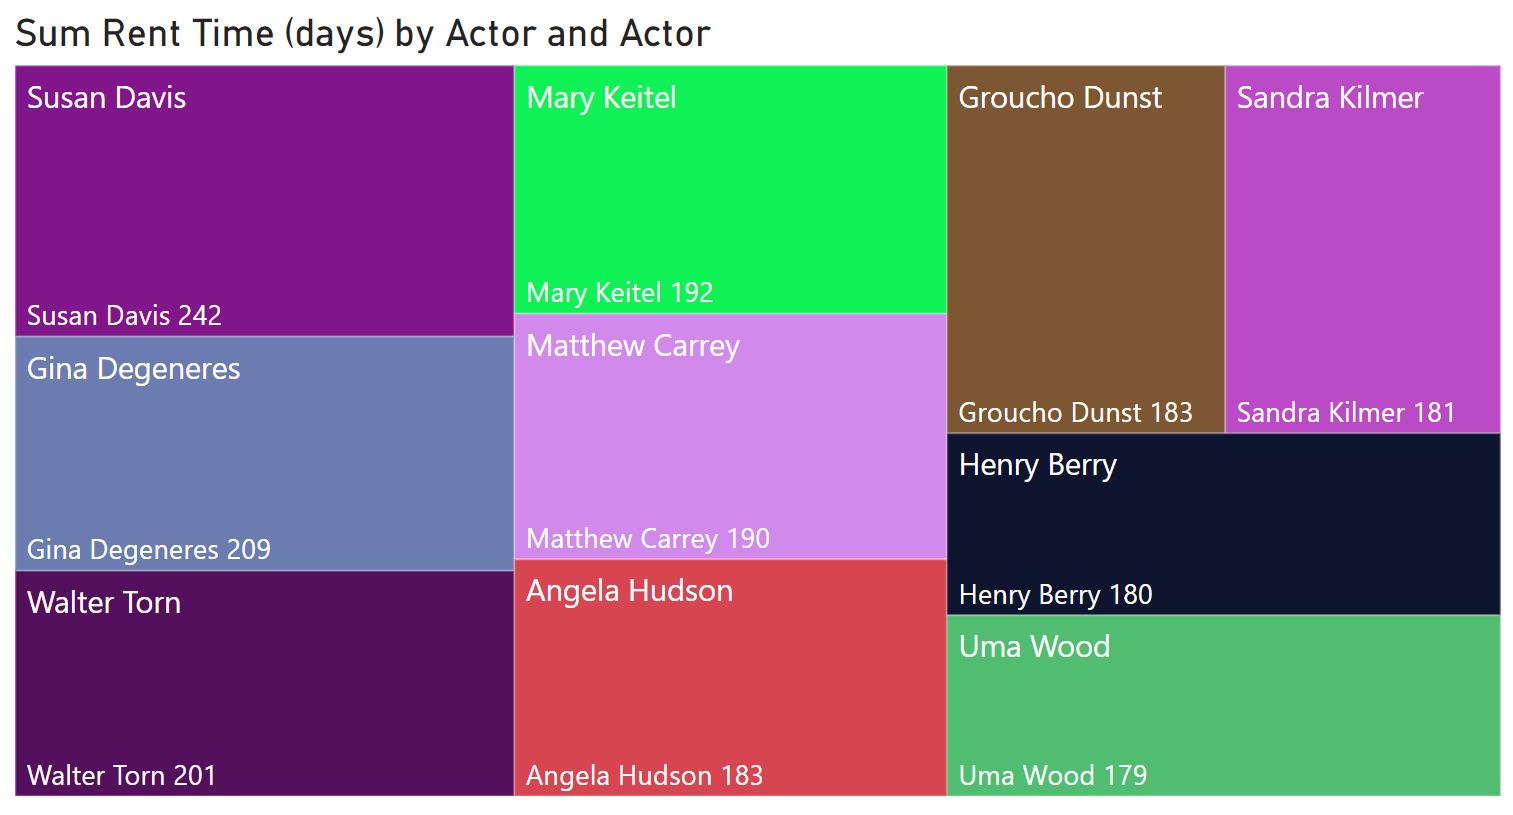 Sum Rent Time (days) by Actor and Actor
Susan Davis
Susan Davis 242
Gina Degeneres
Gina Degeneres 209
Walter Torn
Walter Torn 201
Mary Keitel
Mary Keitel 192
Matthew Carrey
Matthew Carrey 190
Angela Hudson
Angela Hudson 183
Groucho Dunst
Groucho Dunst 183
Sandra Kilmer
Sandra Kilmer 181
Henry Berry
Henry Berry 180
Uma Wood
Uma Wood 179